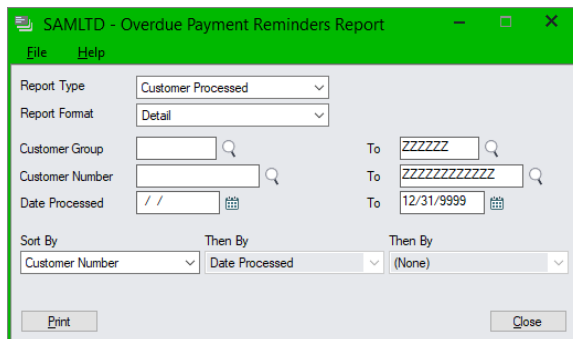 SAMLTD - Overdue Payment Reminders Report
File Help
Report Type Customer Processed
Report Format Detail
Customer Group To ZZZZZZ
Customer Number To ZZZZZZZZZZZZ
Date Processed / / To 12/31/9999
Sort By Then By Then By
Customer Number Date Processed (None)
Print Close